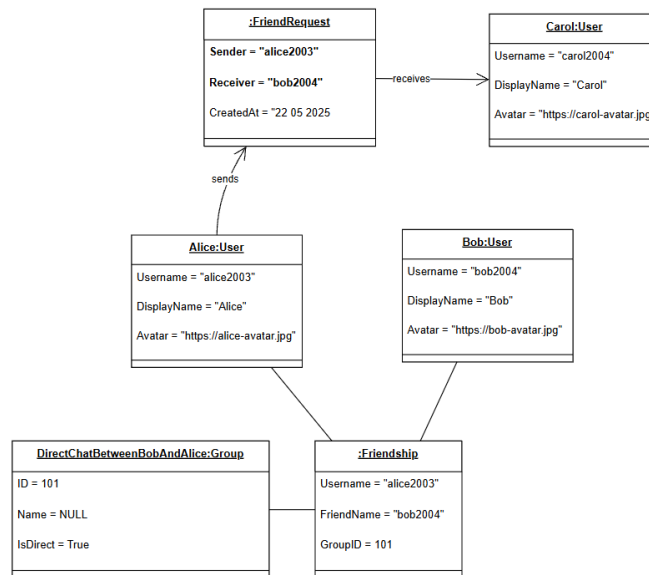 :FriendRequest
Sender = "alice2003"
Receiver = "bob2004"
CreatedAt = "22 05 2025
receives
Carol:User
Username = "carol2004"
DisplayName = "Carol"
Avatar = "https://carol-avatar.jpg
sends
Alice:User
Username = "alice2003"
DisplayName = "Alice"
Avatar = "https://alice-avatar.jpg"
Bob:User
Username = "bob2004"
DisplayName = "Bob"
Avatar = "https://bob-avatar.jpg"
DirectChatBetweenBobAndAlice:Group
ID = 101
Name = NULL
IsDirect = True
:Friendship
Username = "alice2003"
FriendName = "bob2004"
GroupID = 101